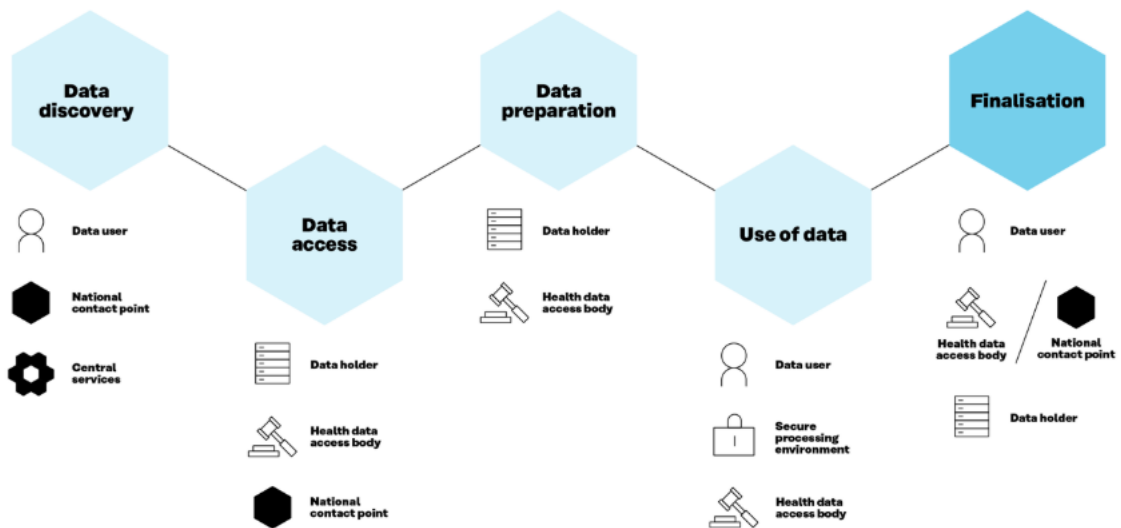 Data
discovery
Data user
National
contact point
Central
services
Data
access
Data holder
Health data
access body
National
contact point
Data
preparation
Data holder
Health data
access body
Use of data
Data user
Secure
processing
environment
Health data
access body
Finalisation
Data user
Health data
access body
National
contact point
Data holder